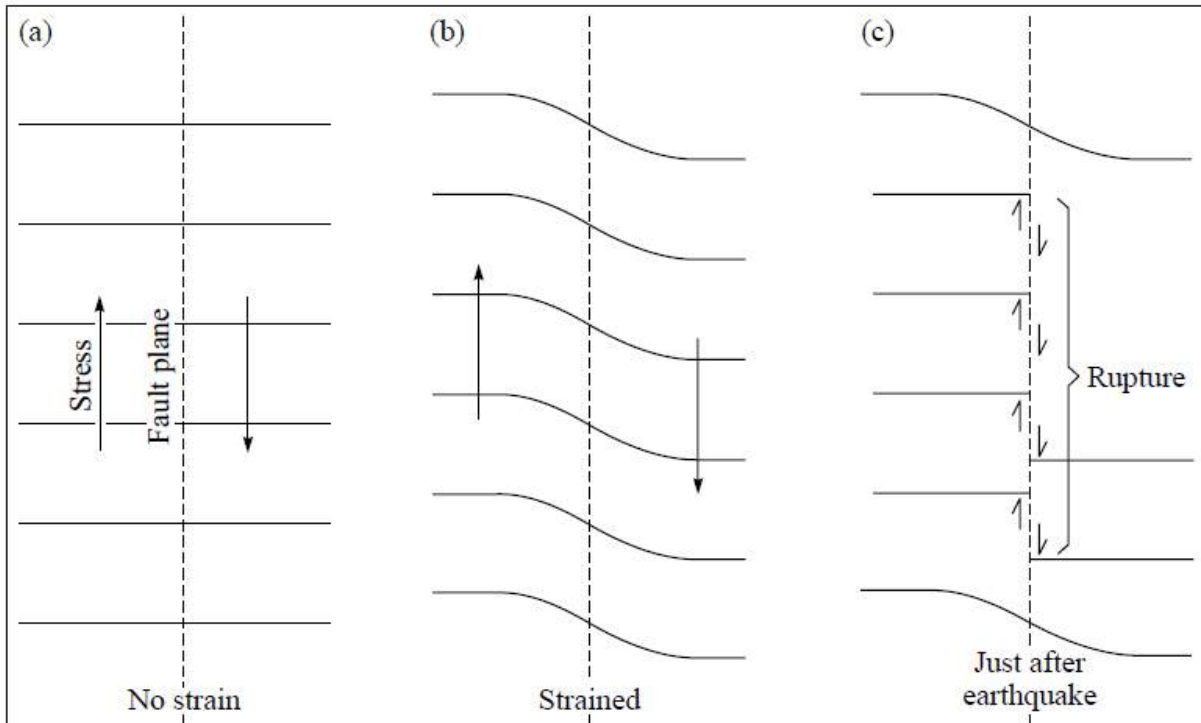 (a)
Stress
Fault plane
No strain
(b)
Strained
(c)
Rupture
Just after
earthquake